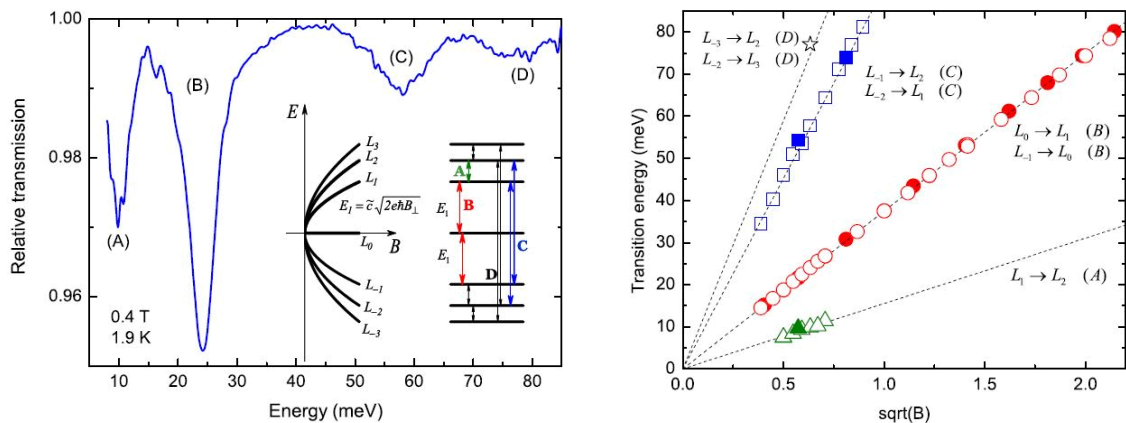 Relative transmission
1.00
0.98
0.96
(A)
(B)
(C)
(D)
0.4 T
1.9 K
E
L3
L2
L1
E1 = c̃√2eħB⊥
L0
B
L-1
L-2
L-3
A
E1
B
E1
C
D
10 20 30 40 50 60 70 80
Energy (meV)
Transition energy (meV)
80
70
60
50
40
30
20
10
0
L-3 → L2 (D)
L-2 → L3 (D)
L-1 → L2 (C)
L-2 → L1 (C)
L0 → L1 (B)
L-1 → L0 (B)
L1 → L2 (A)
0.0 0.5 1.0 1.5 2.0
sqrt(B)